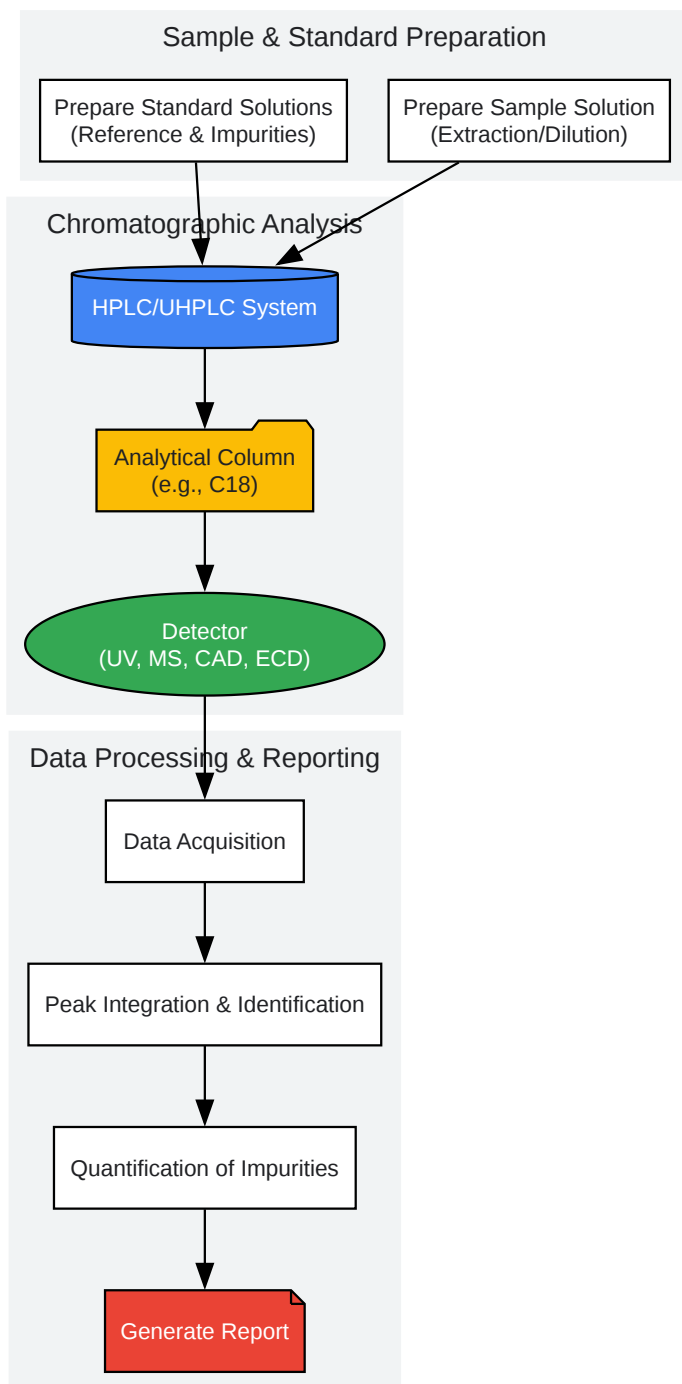 Sample & Standard Preparation
Prepare Standard Solutions
(Reference & Impurities)
Prepare Sample Solution
(Extraction/Dilution)
Chromatographic Analysis
HPLC/UHPLC System
Analytical Column
(e.g., C18)
Detector
(UV, MS, CAD, ECD)
Data Processing & Reporting
Data Acquisition
Peak Integration & Identification
Quantification of Impurities
Generate Report